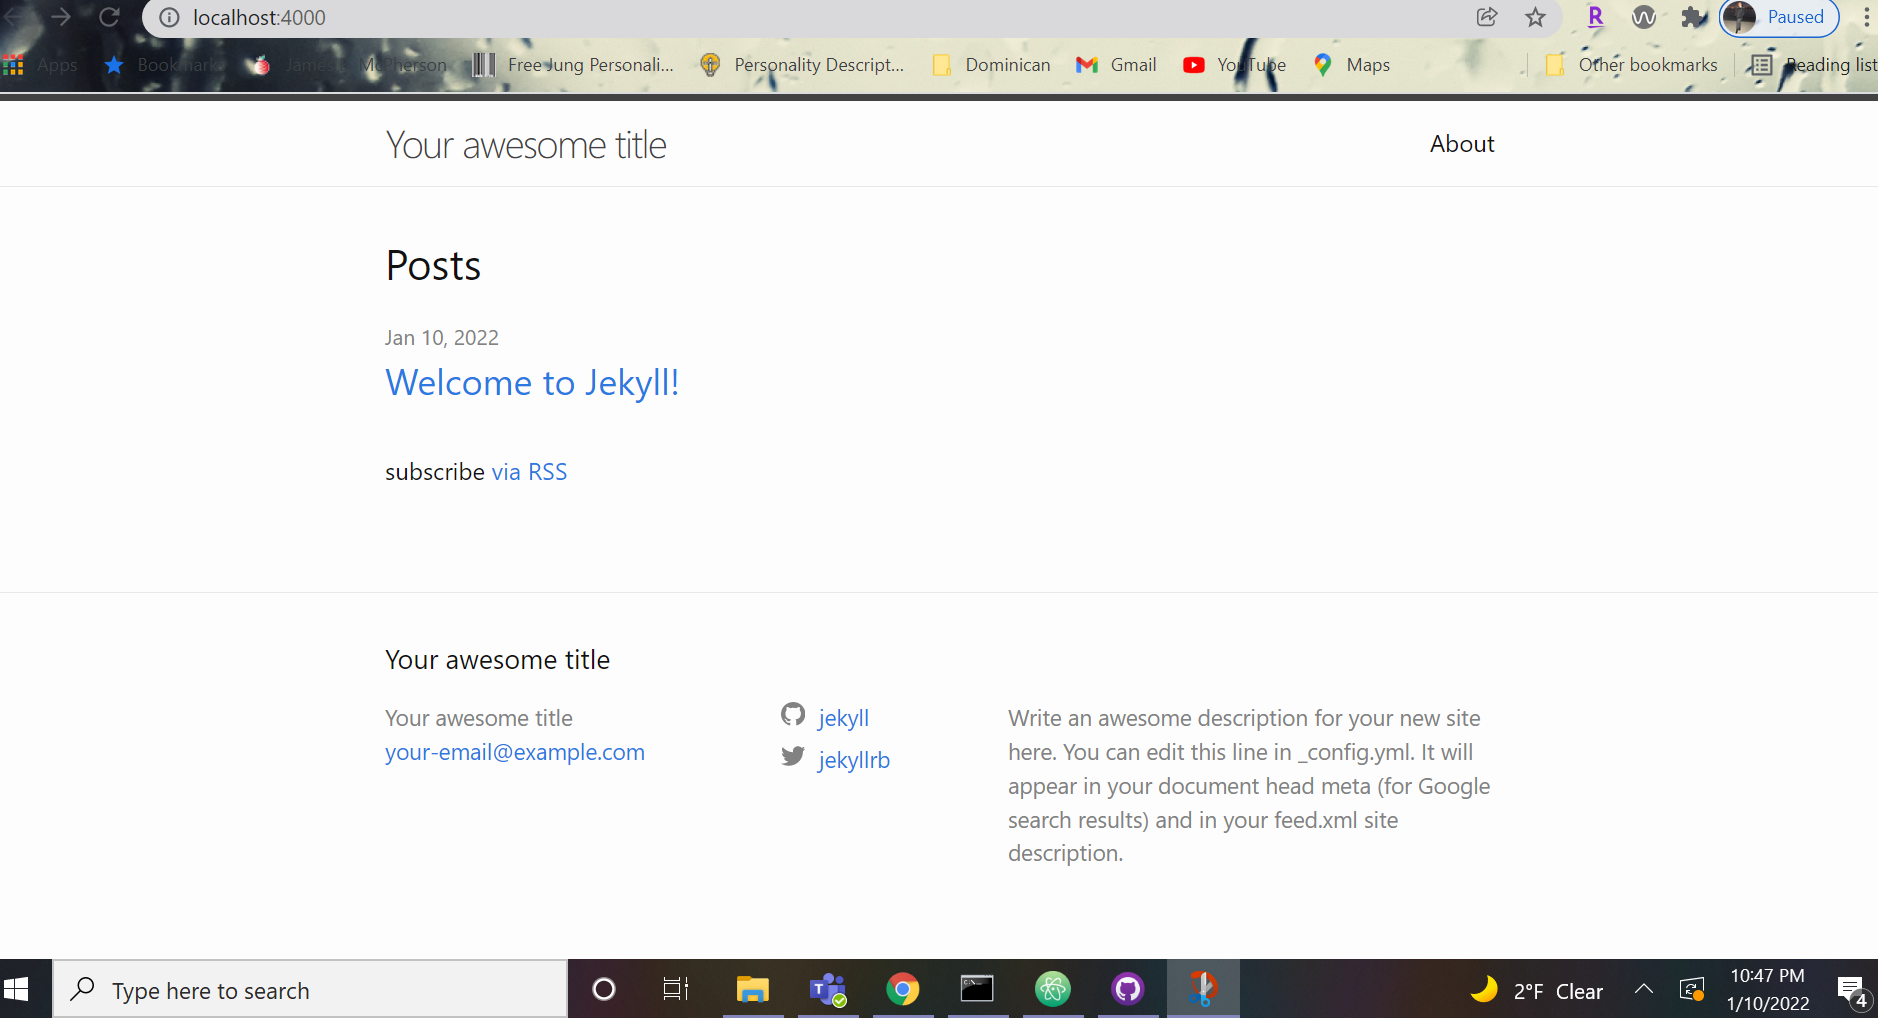 localhost:4000
Paused
Apps Bookmark James McPherson Free Jung Personali... Personality Descript... Dominican Gmail YouTube Maps Other bookmarks Reading list
Your awesome title About
Posts
Jan 10, 2022
Welcome to Jekyll!
subscribe via RSS
Your awesome title
Your awesome title
your-email@example.com
jekyll
jekyllrb
Write an awesome description for your new site
here. You can edit this line in _config.yml. It will
appear in your document head meta (for Google
search results) and in your feed.xml site
description.
Type here to search
2°F Clear
10:47 PM
1/10/2022
4